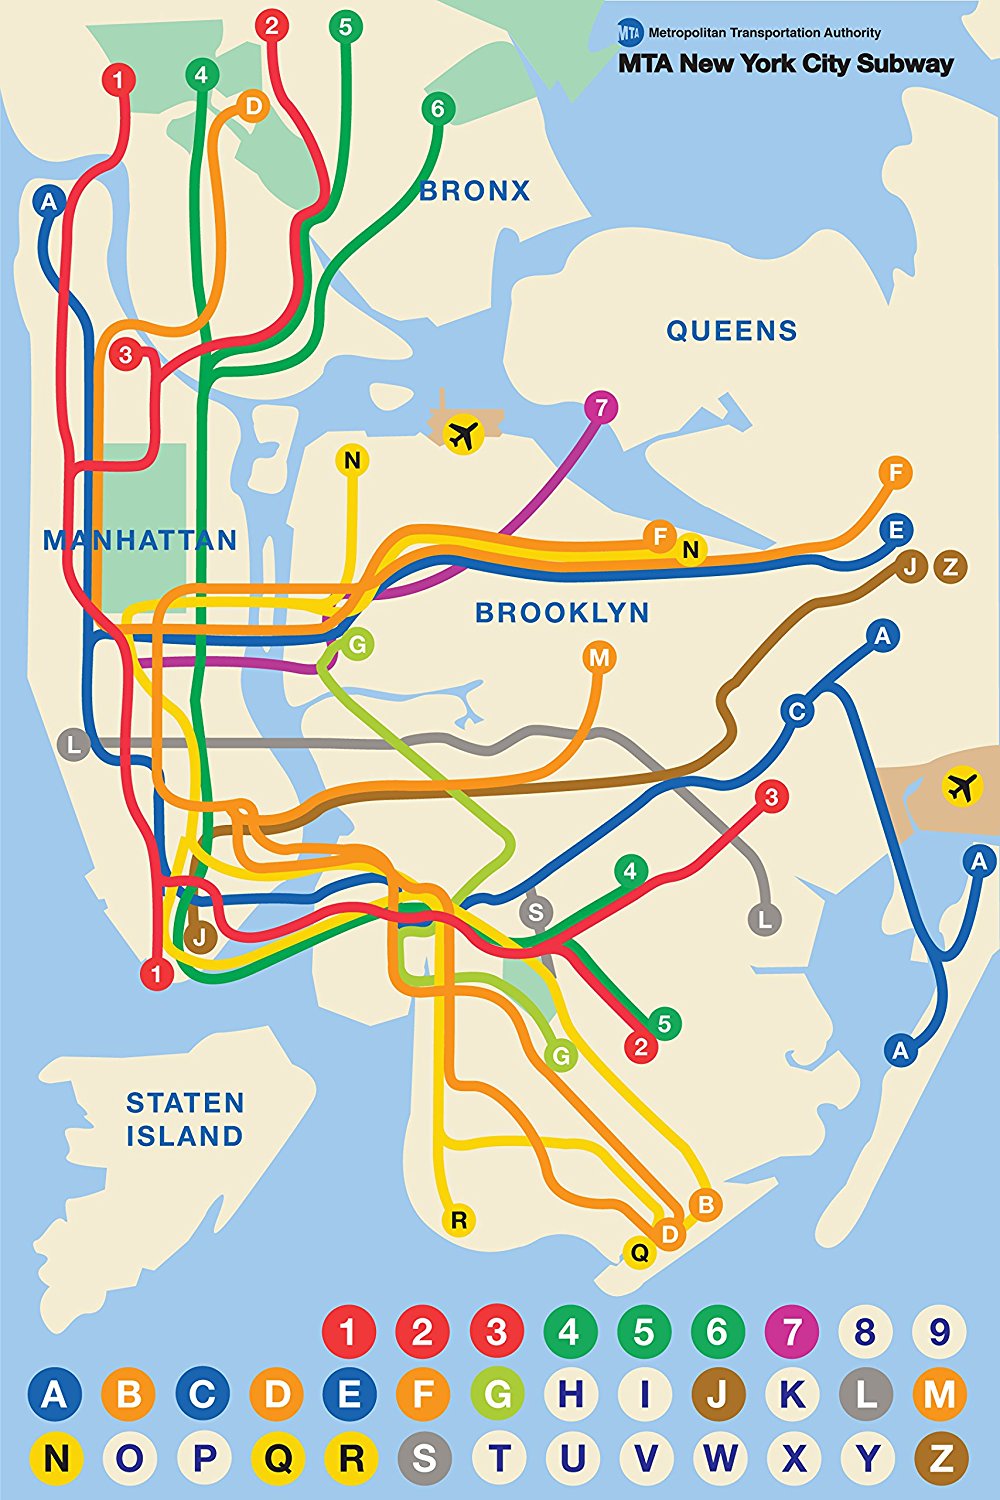 MTA Metropolitan Transportation Authority
MTA New York City Subway
2
5
1
4
D
6
A
BRONX
QUEENS
3
7
N
F
MANHATTAN
E
F
N
J Z
BROOKLYN
A
G
M
C
L
3
A
4
S
L
J
1
5
2
A
G
STATEN
ISLAND
B
R
D
Q
1 2 3 4 5 6 7 8 9
A B C D E F G H I J K L M
N O P Q R S T U V W X Y Z